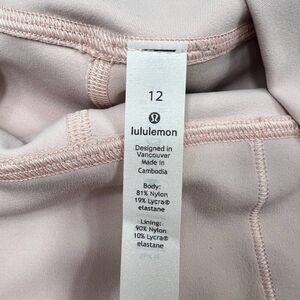 12
lululemon
Designed in
Vancouver
Made in
Cambodia
Body:
81% Nylon
19% Lycra®
elastane
Lining:
90% Nylon
10% Lycra®
elastane